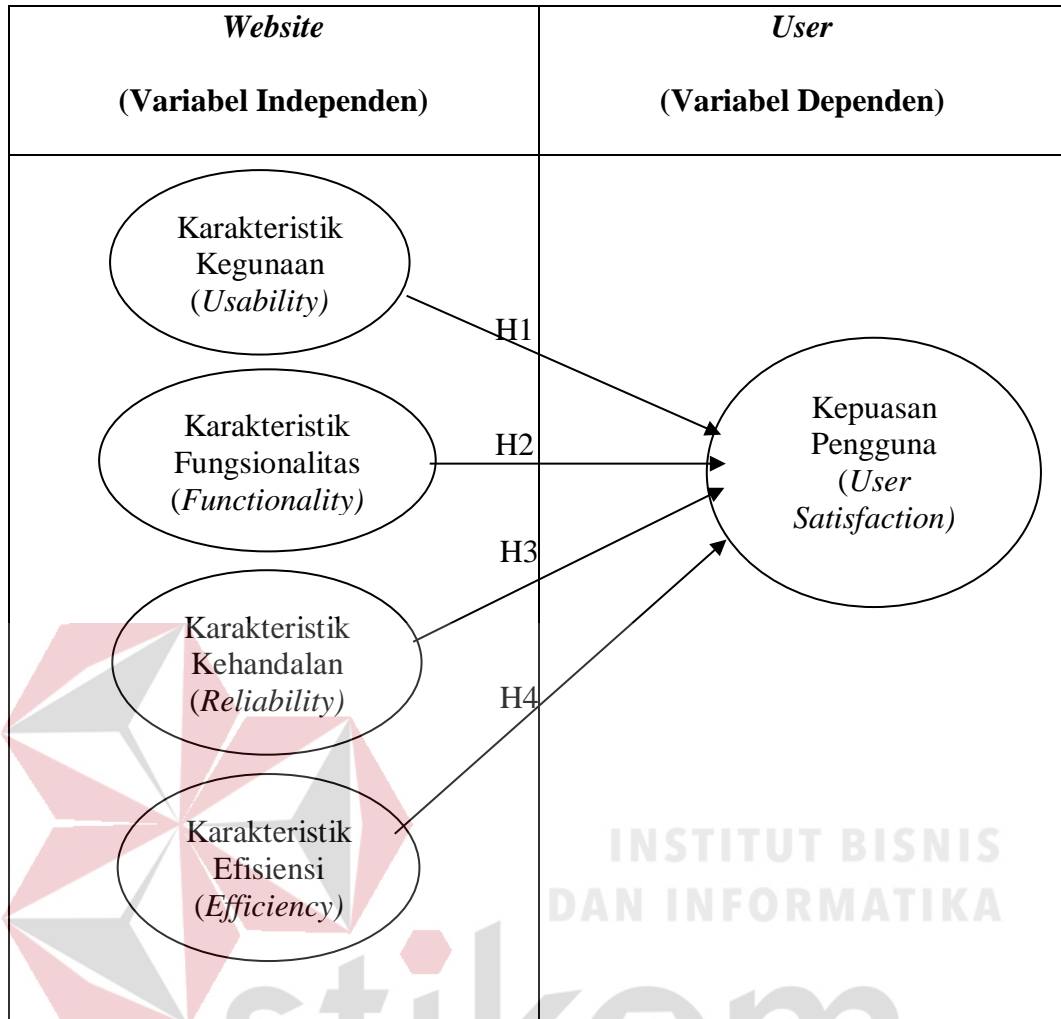 Website
(Variabel Independen)
User
(Variabel Dependen)
Karakteristik
Kegunaan
(Usability)
H1
Karakteristik
Fungsionalitas
(Functionality)
H2
Kepuasan
Pengguna
(User
Satisfaction)
H3
Karakteristik
Kehandalan
(Reliability)
H4
Karakteristik
Efisiensi
(Efficiency)
INSTITUT BISNIS
DAN INFORMATIKA
stikom